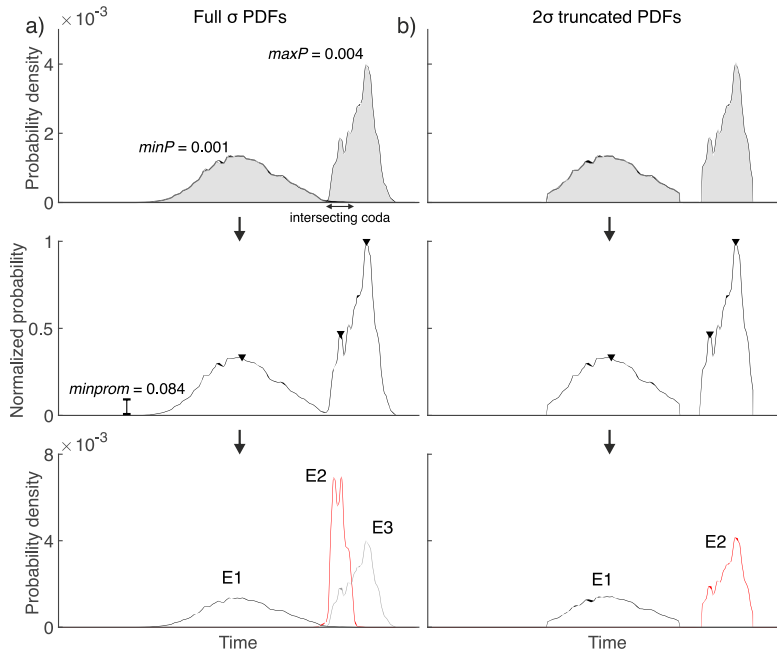 a)
Full σ PDFs
b)
2σ truncated PDFs
× 10⁻³
Probability density
4
2
0
minP = 0.001
maxP = 0.004
intersecting coda
Normalized probability
1
0.5
0
minprom = 0.084
× 10⁻³
Probability density
8
4
0
E1
E2
E3
E1
E2
Time
Time